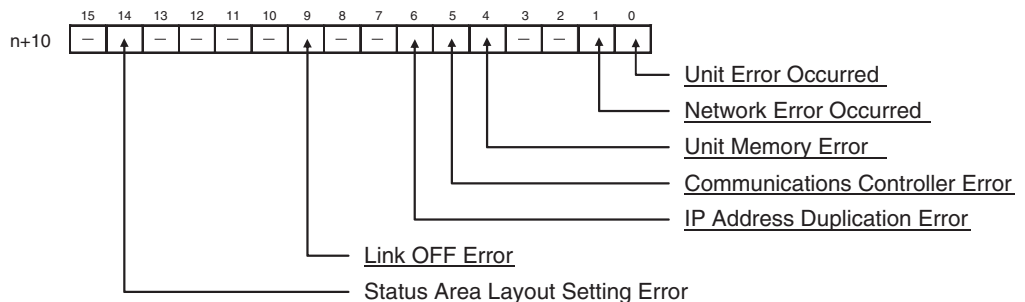 15 14 13 12 11 10 9 8 7 6 5 4 3 2 1 0
n+10 – – – – – – – – –
Unit Error Occurred
Network Error Occurred
Unit Memory Error
Communications Controller Error
IP Address Duplication Error
Link OFF Error
Status Area Layout Setting Error